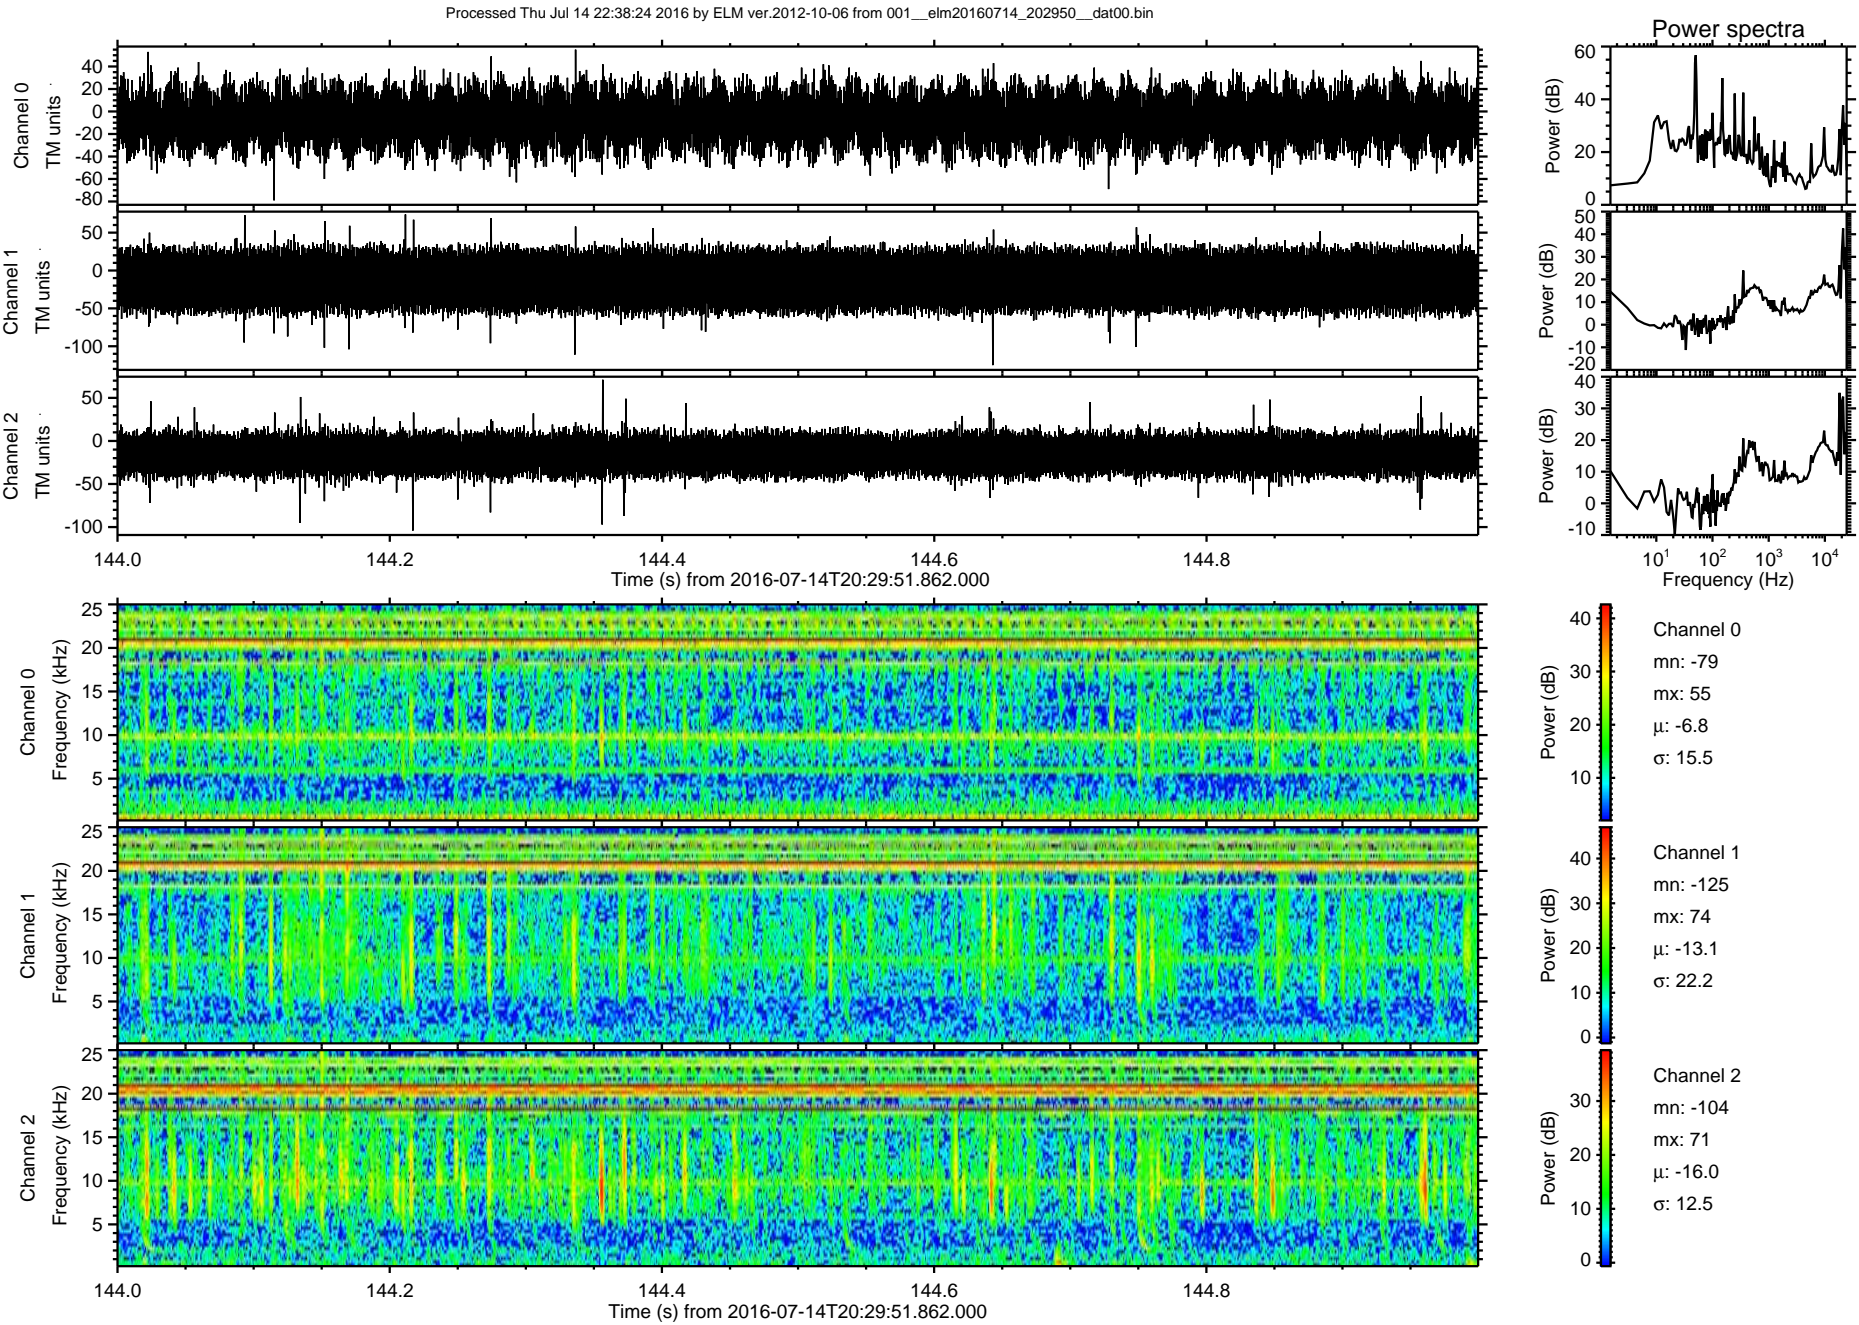 Processed Thu Jul 14 22:38:24 2016 by ELM ver.2012-10-06 from 001__elm20160714_202950__dat00.bin
Power spectra
Channel 0
TM units
40
20
0
-20
-40
-60
-80
Power (dB)
60
40
20
0
Channel 1
TM units
50
0
-50
-100
Power (dB)
50
40
30
20
10
0
-10
-20
Channel 2
TM units
50
0
-50
-100
Power (dB)
40
30
20
10
0
-10
144.0 144.2 144.4 144.6 144.8
Time (s) from 2016-07-14T20:29:51.862.000
10^1 10^2 10^3 10^4
Frequency (Hz)
Channel 0
Frequency (kHz)
25
20
15
10
5
Power (dB)
40
30
20
10
Channel 0
mn: -79
mx: 55
μ: -6.8
σ: 15.5
Channel 1
Frequency (kHz)
25
20
15
10
5
Power (dB)
40
30
20
10
0
Channel 1
mn: -125
mx: 74
μ: -13.1
σ: 22.2
Channel 2
Frequency (kHz)
25
20
15
10
5
Power (dB)
30
20
10
0
Channel 2
mn: -104
mx: 71
μ: -16.0
σ: 12.5
144.0 144.2 144.4 144.6 144.8
Time (s) from 2016-07-14T20:29:51.862.000